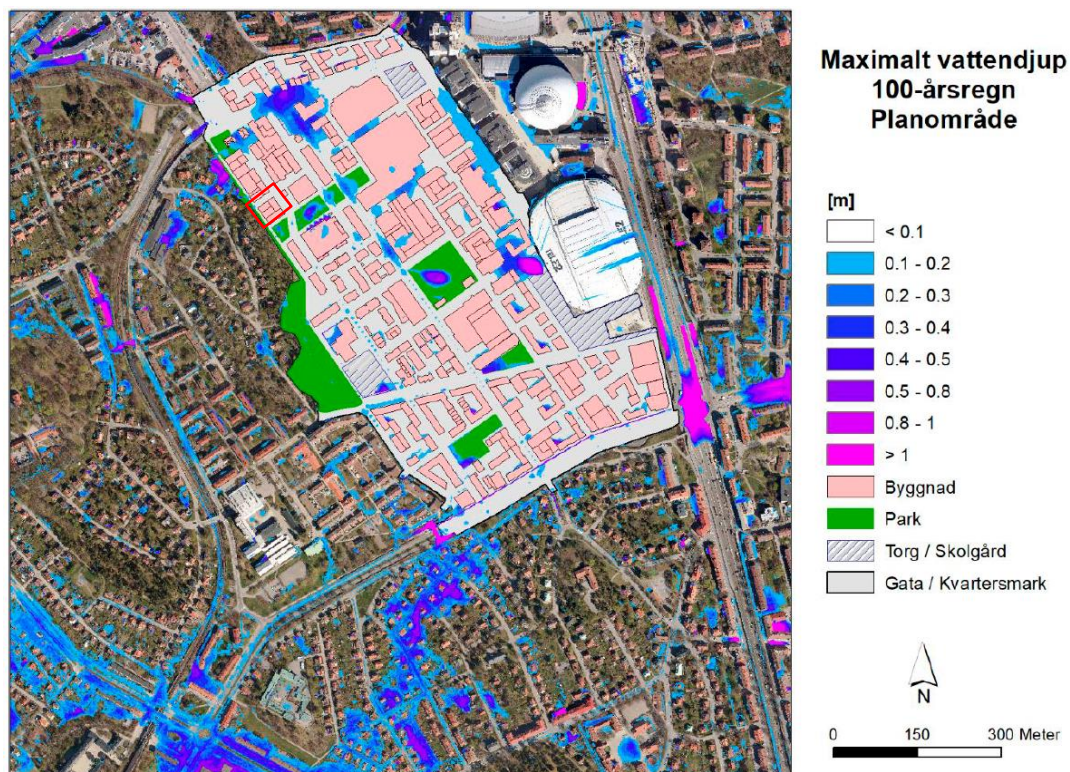 Maximalt vattendjup
100-årsregn
Planområde
[m]
< 0.1
0.1 - 0.2
0.2 - 0.3
0.3 - 0.4
0.4 - 0.5
0.5 - 0.8
0.8 - 1
> 1
Byggnad
Park
Torg / Skolgård
Gata / Kvartersmark
N
0 150 300 Meter